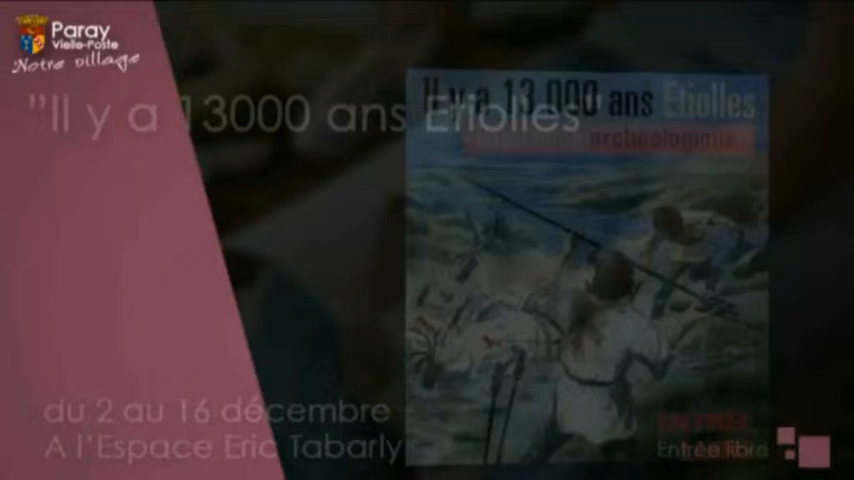 Paray
Vieille-Poste
Notre village
"Il y a 13000 ans Etiolles"
Il y a 13 000 ans Etiolles
archéologique
du 2 au 16 décembre
A l'Espace Eric Tabarly
ENTREE
Entrée libre